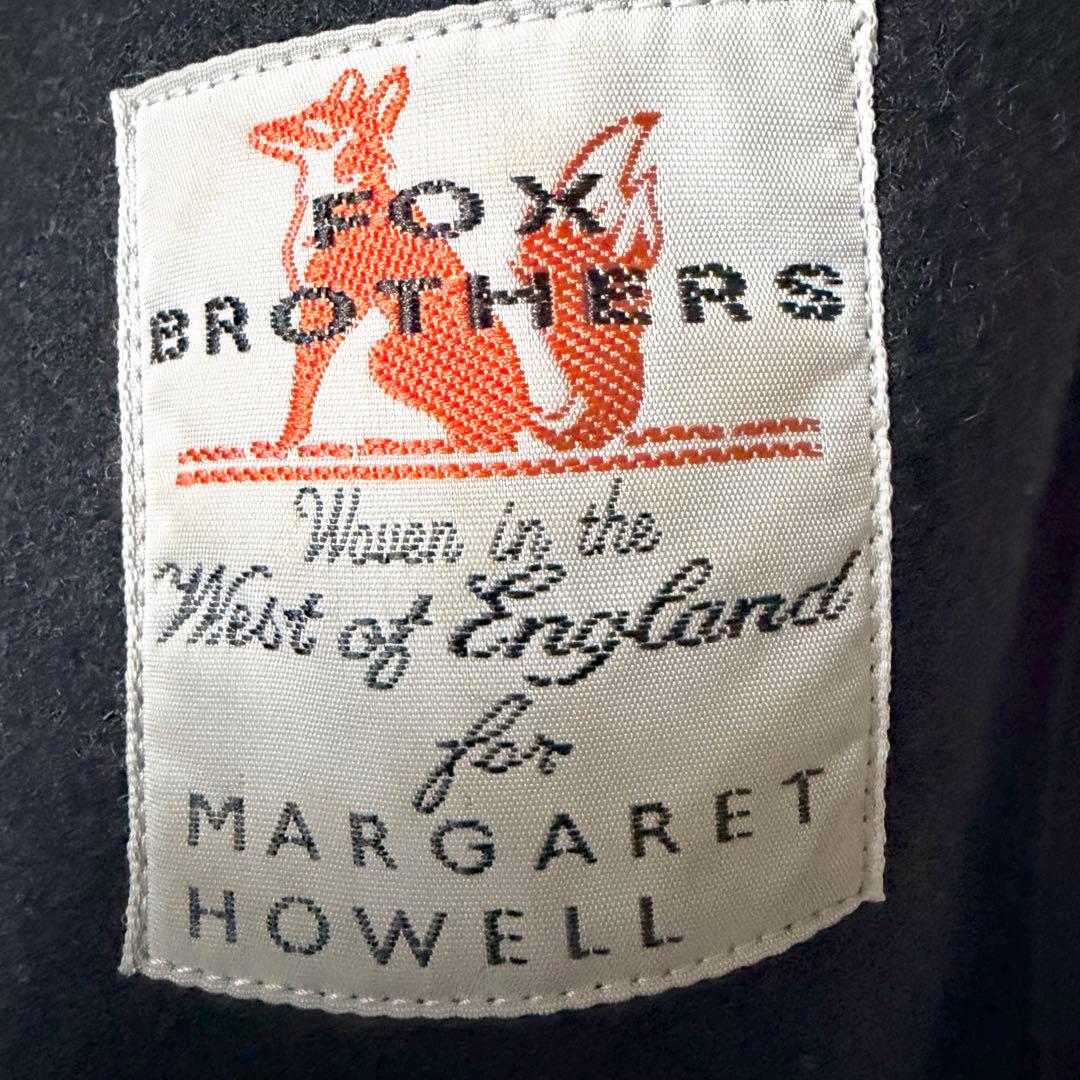 FOX
BROTHERS
Woven in the
West of England
for
MARGARET
HOWELL